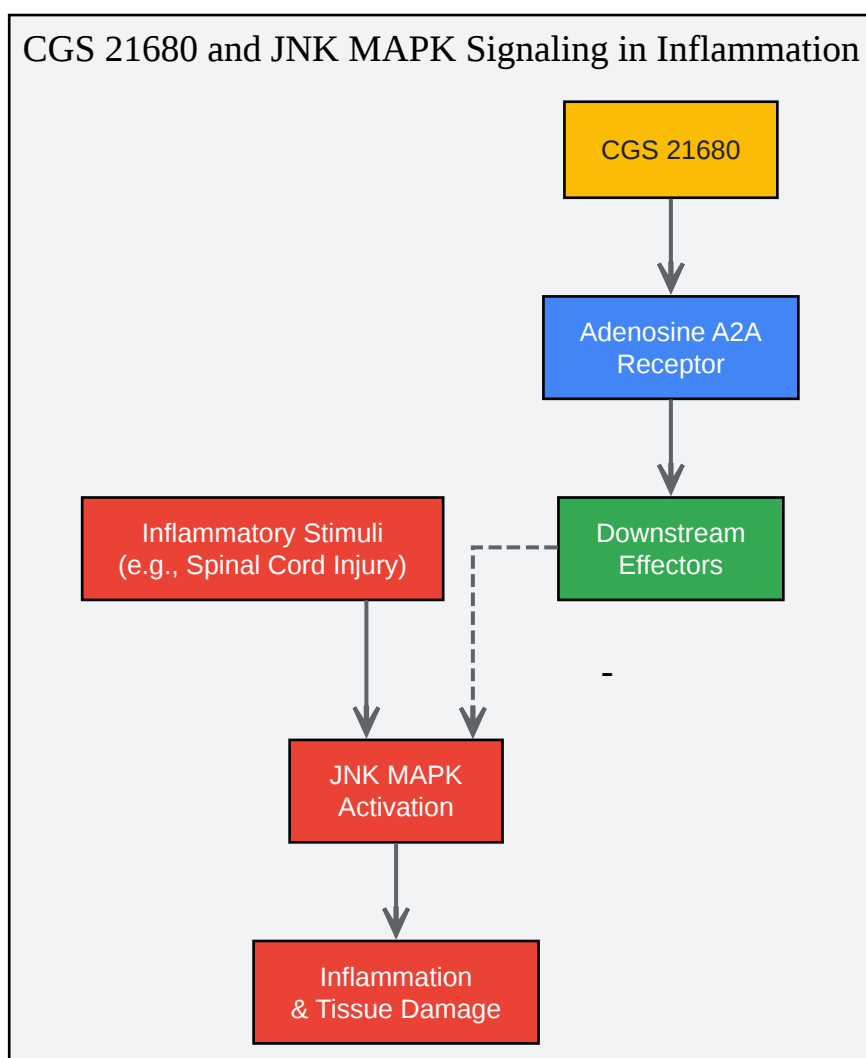 CGS 21680 and JNK MAPK Signaling in Inflammation
CGS 21680
Adenosine A2A
Receptor
Inflammatory Stimuli
(e.g., Spinal Cord Injury)
Downstream
Effectors
-
JNK MAPK
Activation
Inflammation
& Tissue Damage